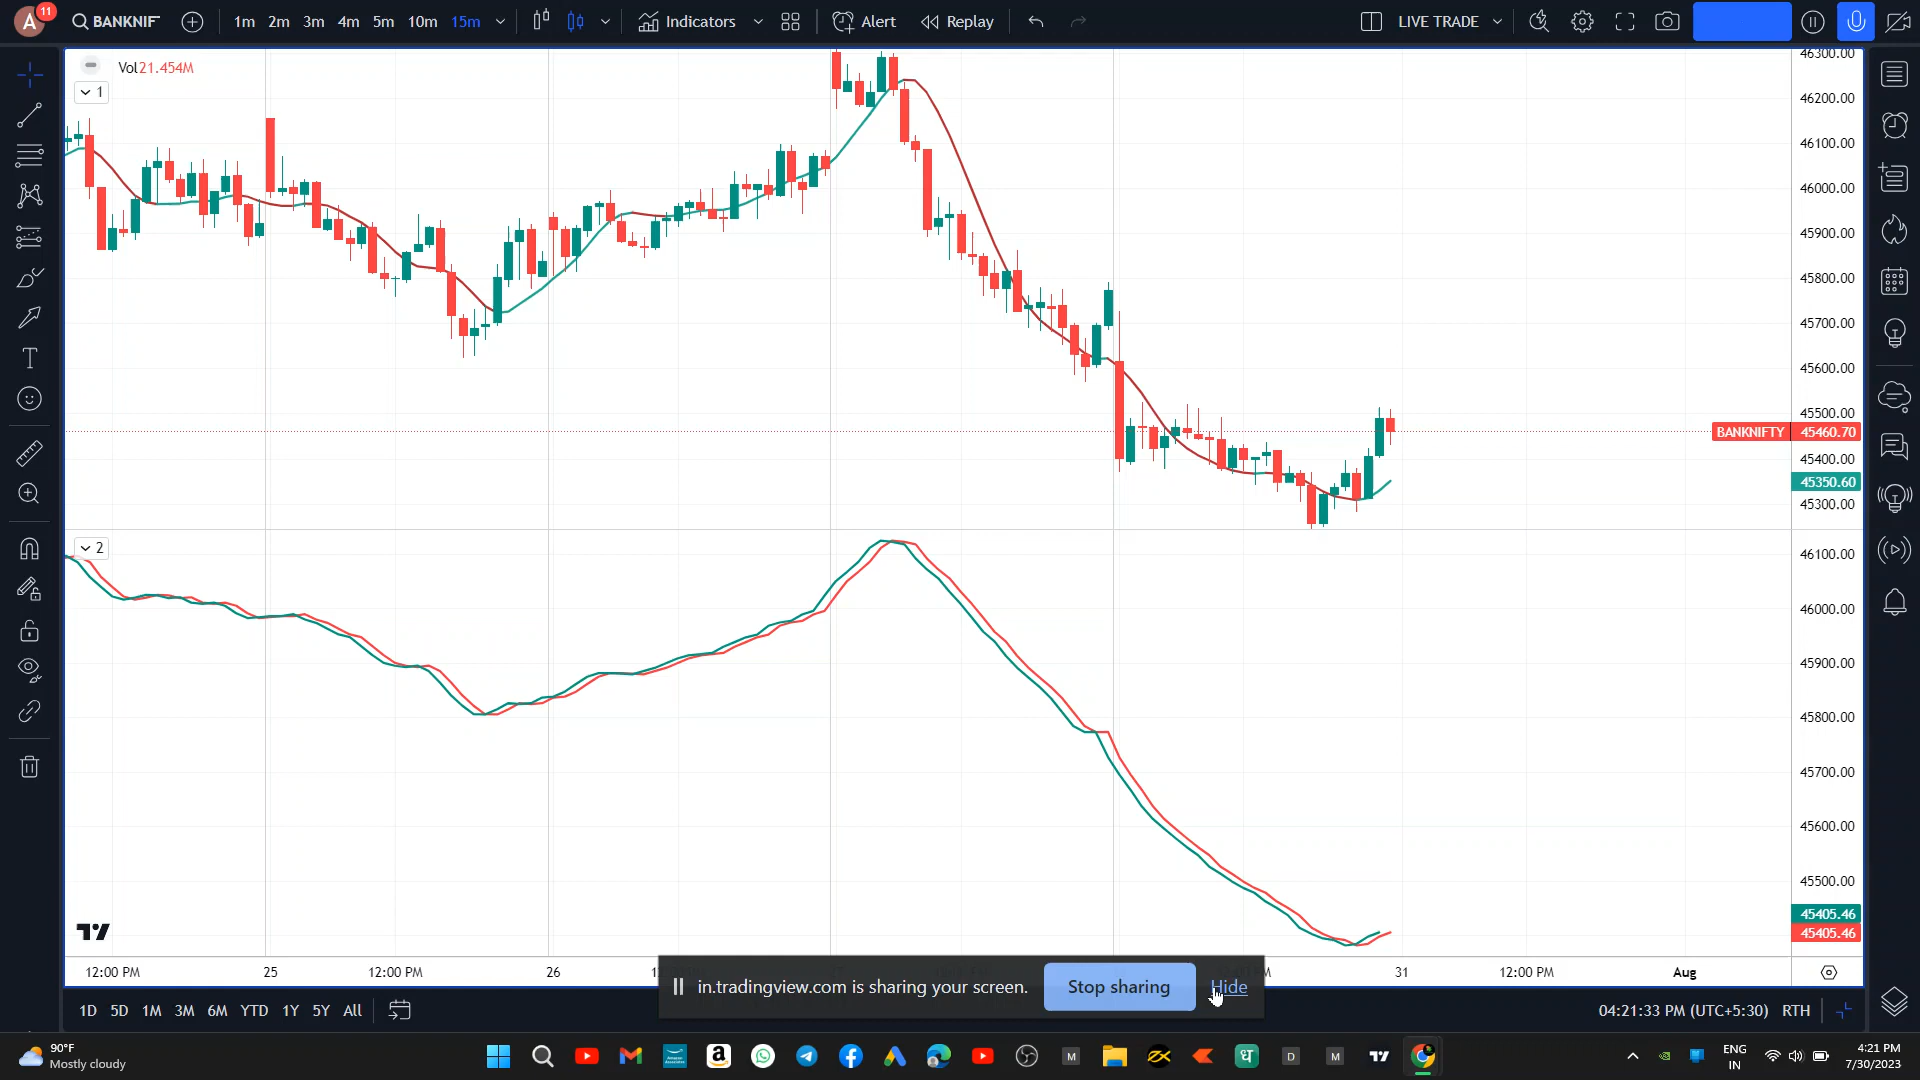 A
11
BANKNIF
1m
2m
3m
4m
5m
10m
15m
Indicators
Alert
Replay
LIVE TRADE
Vol21.454M
1
46300.00
46200.00
46100.00
46000.00
45900.00
45800.00
45700.00
45600.00
45500.00
BANKNIFTY 45460.70
45400.00
45350.60
45300.00
2
46100.00
46000.00
45900.00
45800.00
45700.00
45600.00
45500.00
45405.46
45405.46
12:00 PM
25
12:00 PM
26
31
12:00 PM
Aug
in.tradingview.com is sharing your screen.
Stop sharing
Hide
1D
5D
1M
3M
6M
YTD
1Y
5Y
All
04:21:33 PM (UTC+5:30)
RTH
90°F
Mostly cloudy
M
D
M
ENG
IN
4:21 PM
7/30/2023